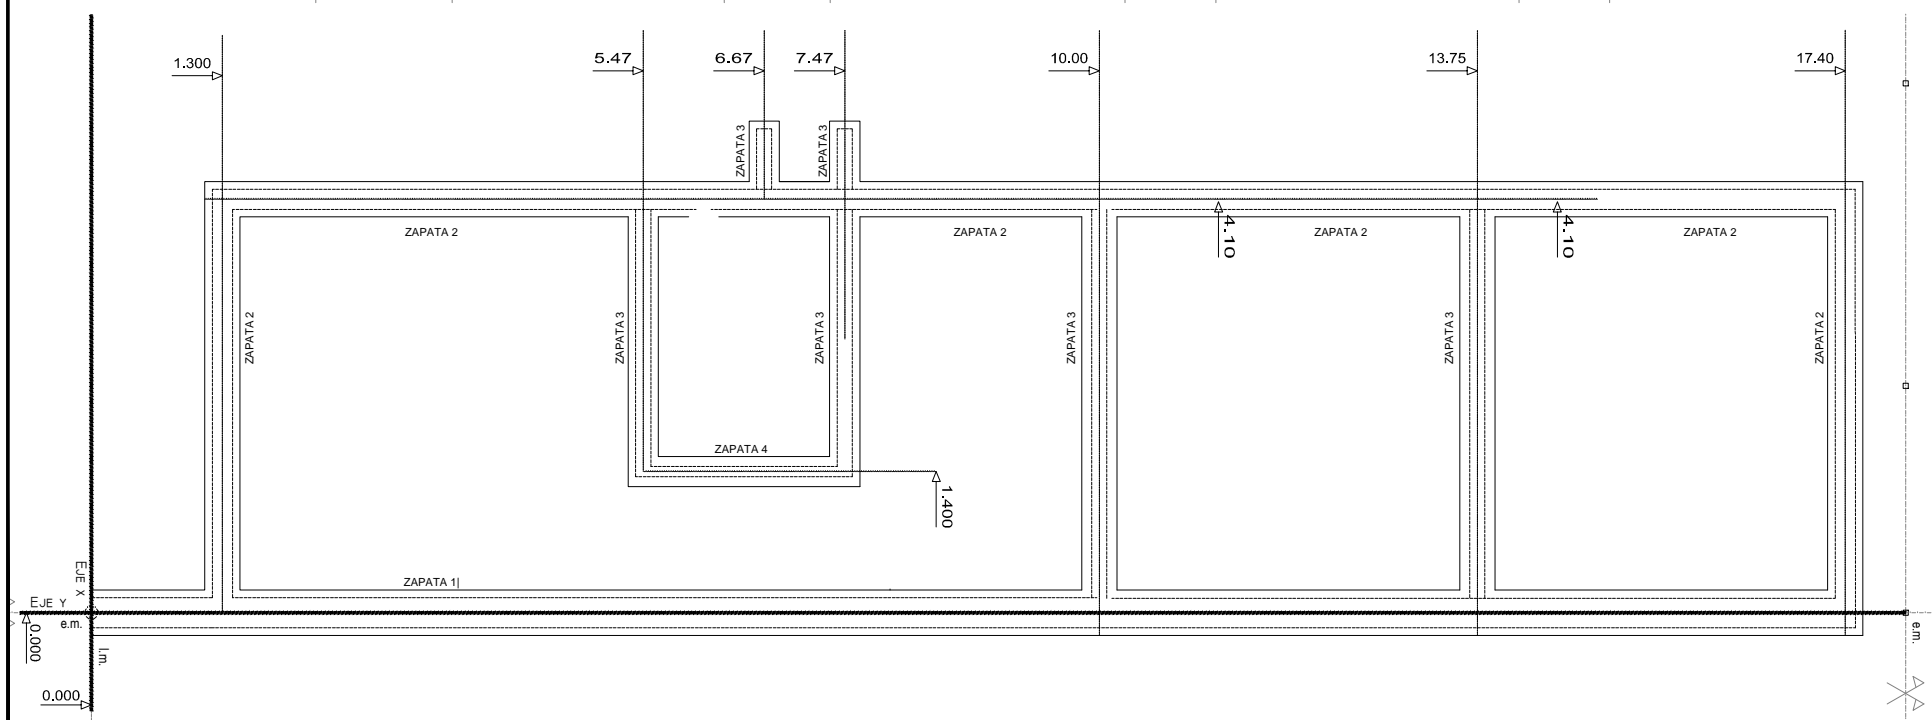 1.300
5.47
6.67
7.47
10.00
13.75
17.40
ZAPATA 3
ZAPATA 3
ZAPATA 2
ZAPATA 2
4.10
ZAPATA 2
4.10
ZAPATA 2
ZAPATA 2
ZAPATA 3
ZAPATA 3
ZAPATA 3
ZAPATA 3
ZAPATA 2
ZAPATA 4
1.400
ZAPATA 1|
EJE X
EJE Y
e.m.
0.000
l.m.
e.m.
0.000